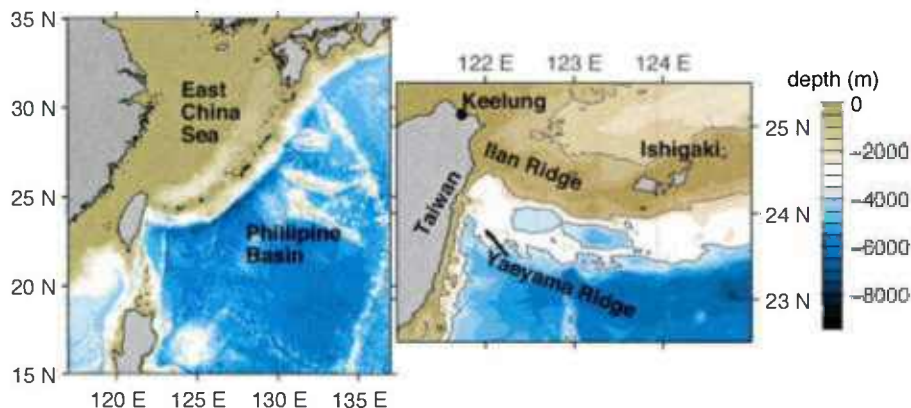 35 N
30 N
25 N
20 N
15 N
120 E
125 E
130 E
135 E
East
China
Sea
Phillipine
Basin
122 E
123 E
124 E
Keelung
Ilan Ridge
Ishigaki
Taiwan
Yaeyama Ridge
25 N
24 N
23 N
depth (m)
0
-2000
-4000
-6000
-8000